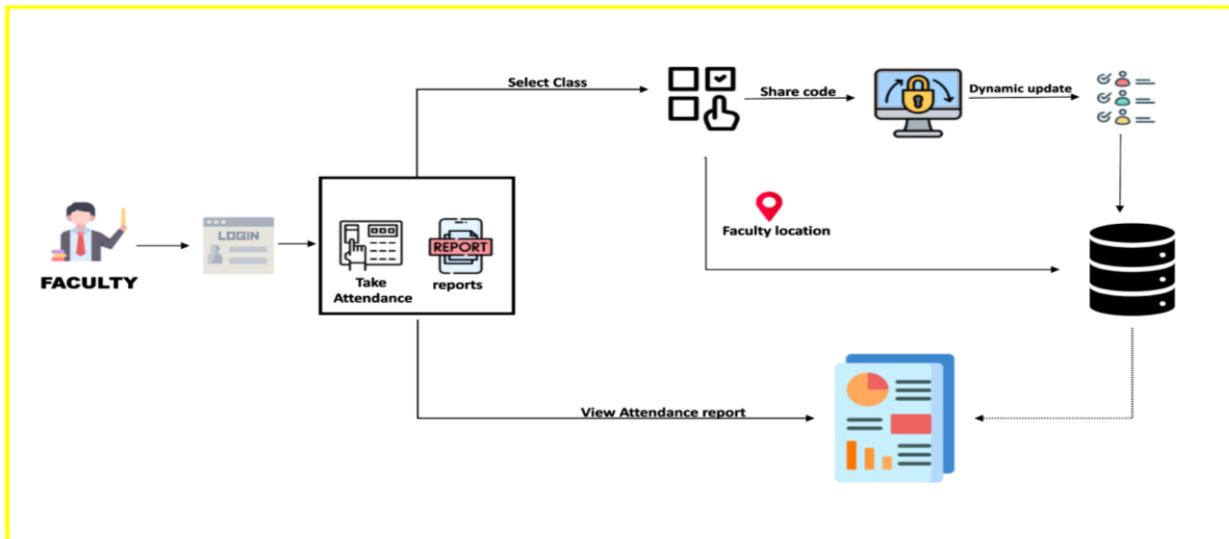 Select Class
Share code
Dynamic update
Faculty location
LOGIN
FACULTY
REPORT
Take
Attendance
reports
View Attendance report